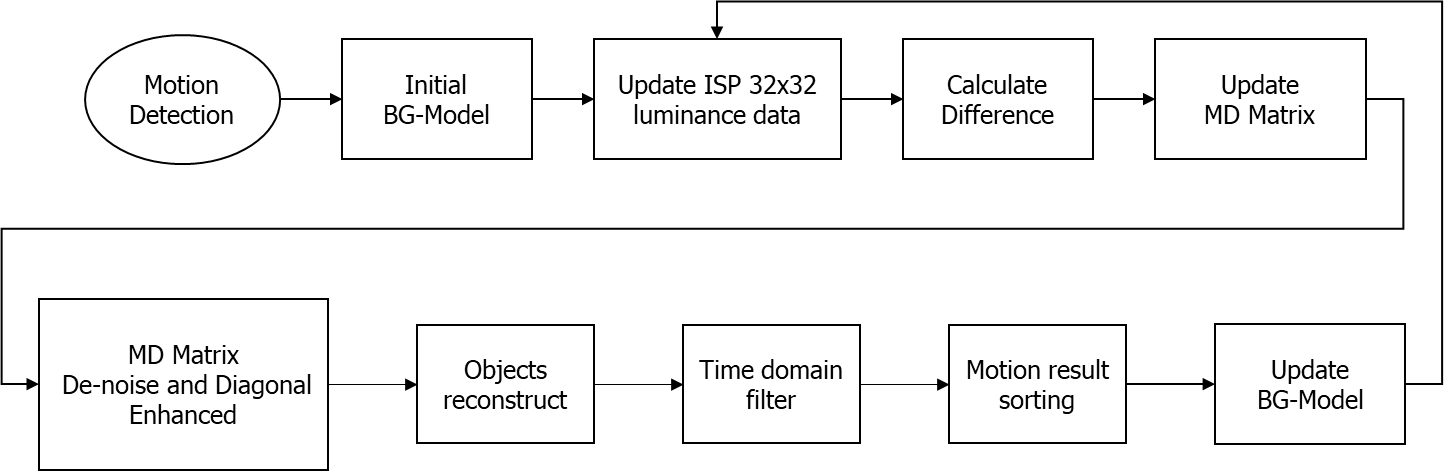 Motion
Detection
Initial
BG-Model
Update ISP 32x32
luminance data
Calculate
Difference
Update
MD Matrix
MD Matrix
De-noise and Diagonal
Enhanced
Objects
reconstruct
Time domain
filter
Motion result
sorting
Update
BG-Model